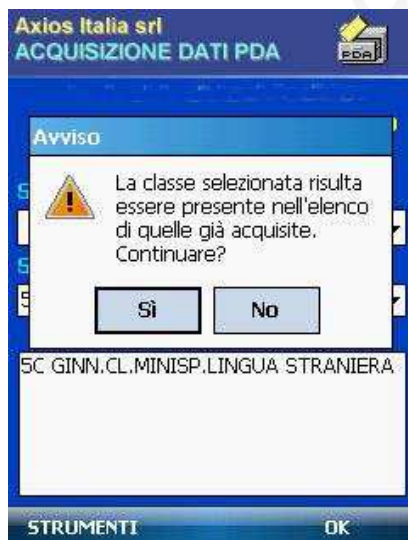 Axios Italia srl
ACQUISIZIONE DATI PDA
PDA
Avviso
La classe selezionata risulta
essere presente nell'elenco
di quelle già acquisite.
Continuare?
Sì
No
5C GINN.CL.MINISP.LINGUA STRANIERA
STRUMENTI
OK